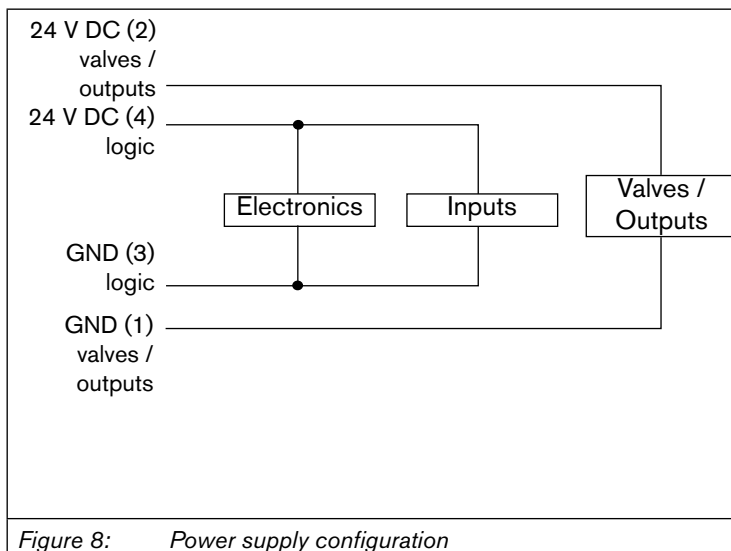 24 V DC (2)
valves /
outputs
24 V DC (4)
logic
Electronics
Inputs
Valves /
Outputs
GND (3)
logic
GND (1)
valves /
outputs
Figure 8: Power supply configuration